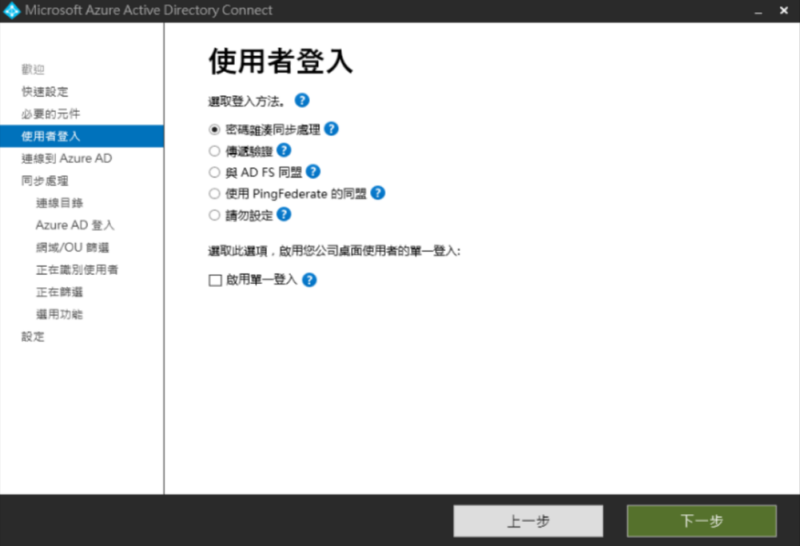 Microsoft Azure Active Directory Connect
使用者登入
歡迎
快速設定
必要的元件
使用者登入
連線到 Azure AD
同步處理
連線目錄
Azure AD 登入
網域/OU 篩選
正在識別使用者
正在篩選
選用功能
設定
選取登入方法。 ?
密碼雜湊同步處理 ?
傳遞驗證 ?
與 AD FS 同盟 ?
使用 PingFederate 的同盟 ?
請勿設定 ?
選取此選項，啟用您公司桌面使用者的單一登入:
啟用單一登入 ?
上一步
下一步